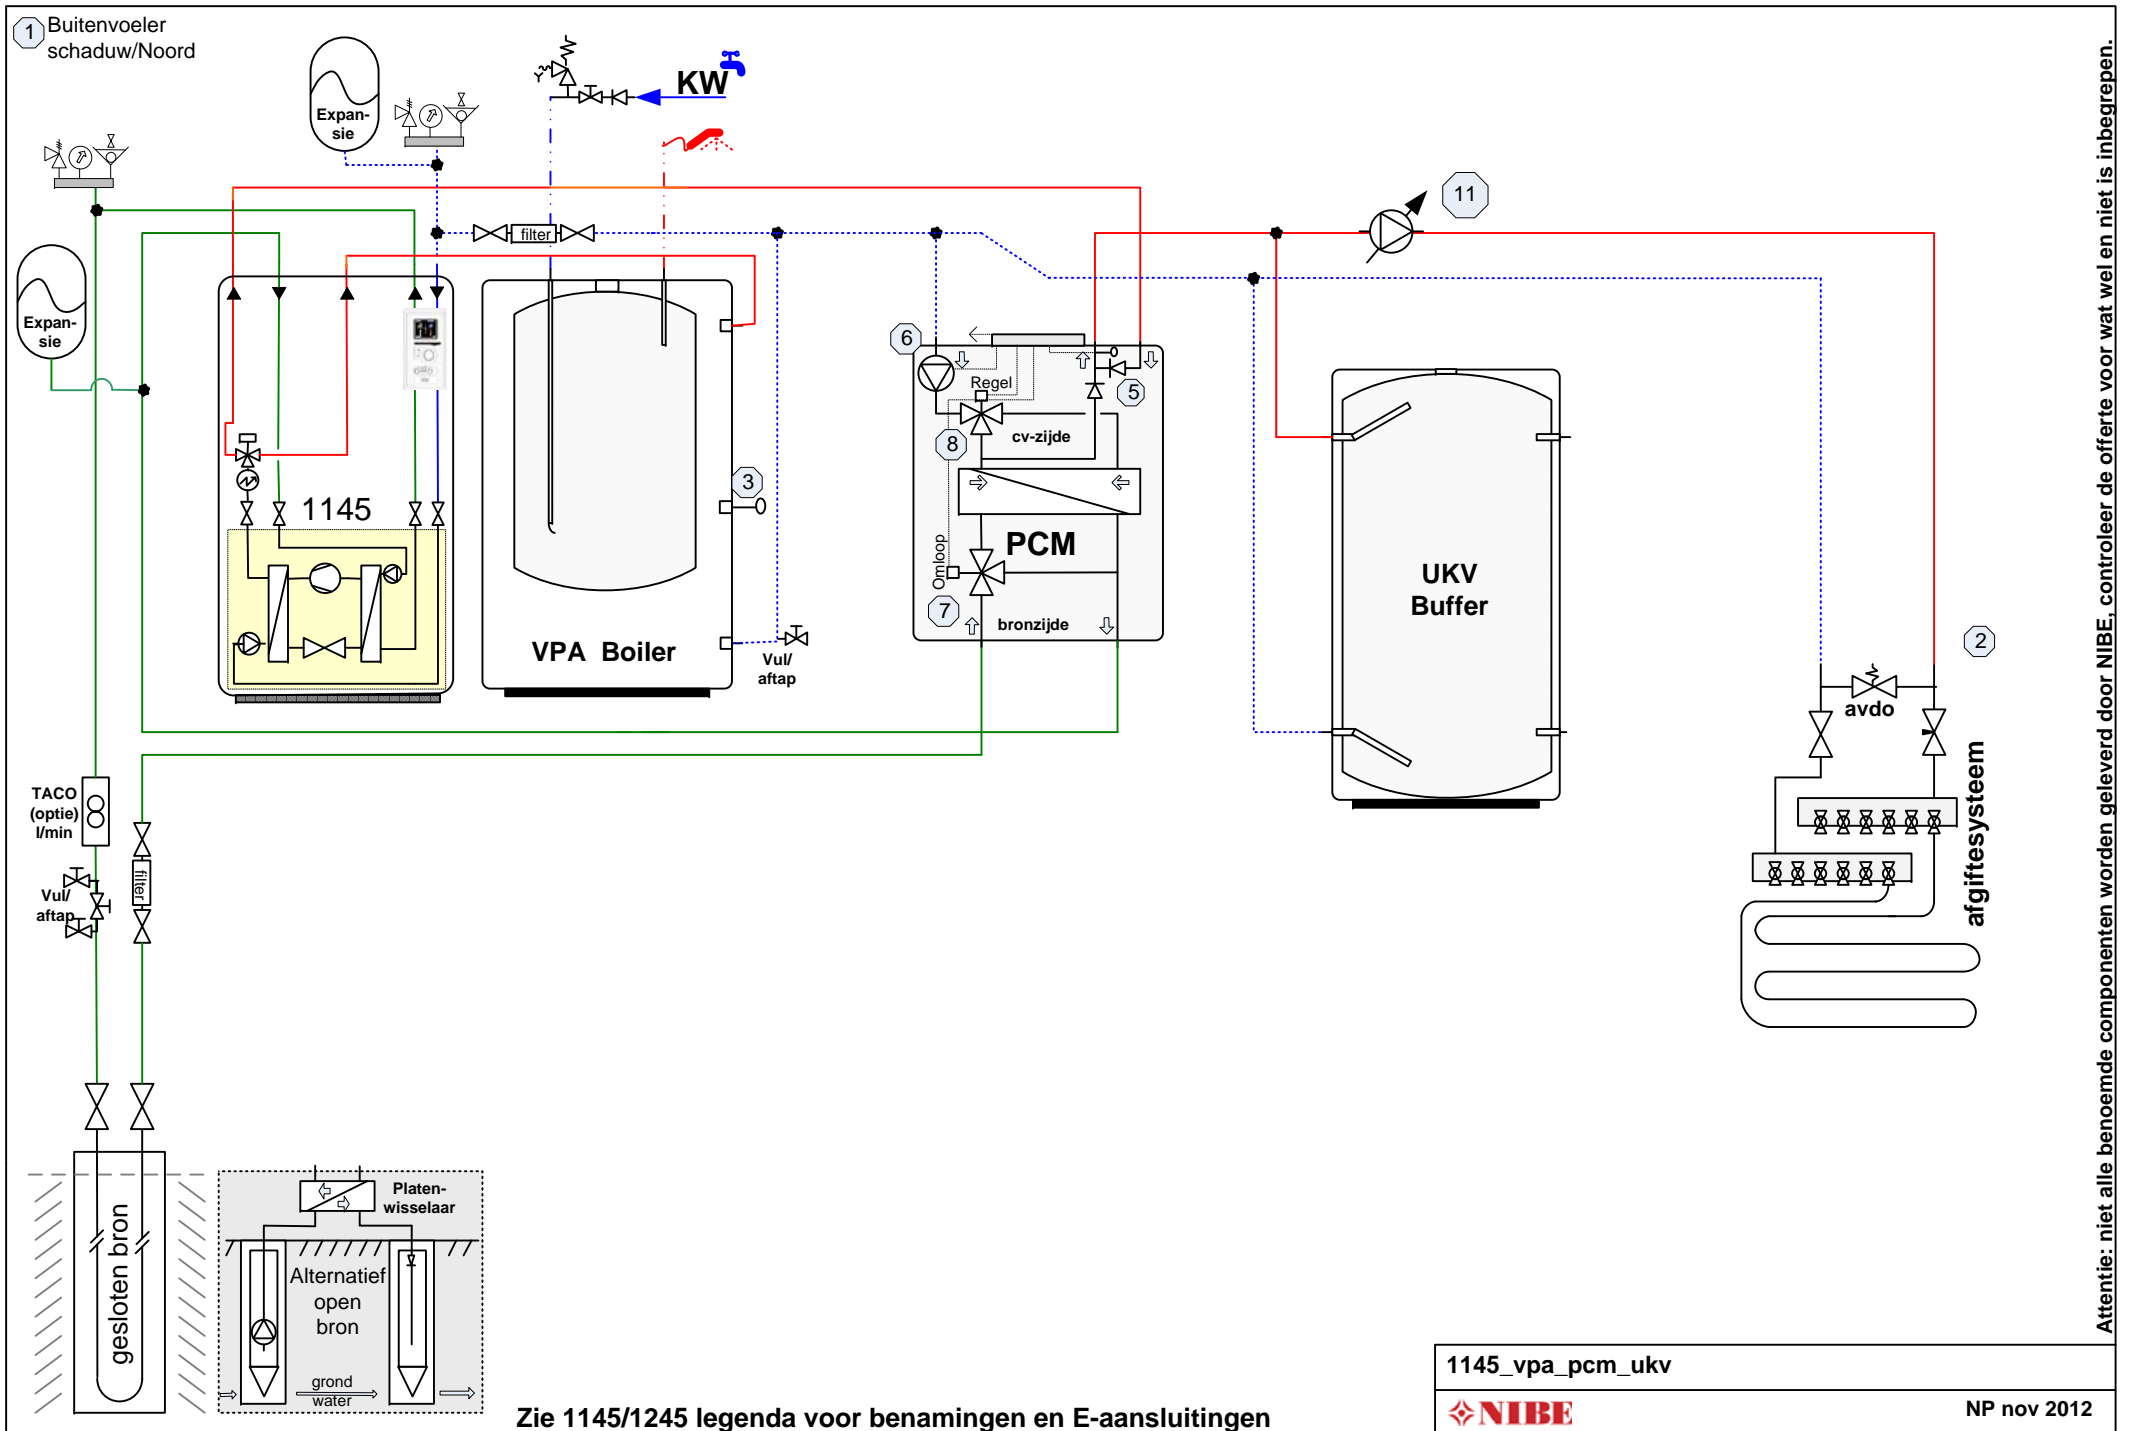 1
Buitenvoeler
schaduw/Noord
Expan-
sie
KW
11
filter
Expan-
sie
6
Regel
5
8
cv-zijde
3
1145
PCM
Omloop
7
bronzijde
VPA Boiler
Vul/
aftap
UKV
Buffer
2
avdo
afgiftesysteem
TACO
(optie)
l/min
filter
Vul/
aftap
gesloten bron
Platen-
wisselaar
Alternatief
open
bron
grond
water
Zie 1145/1245 legenda voor benamingen en E-aansluitingen
1145_vpa_pcm_ukv
NIBE
NP nov 2012
Attentie: niet alle benoemde componenten worden geleverd door NIBE, controleer de offerte voor wat wel en niet is inbegrepen.